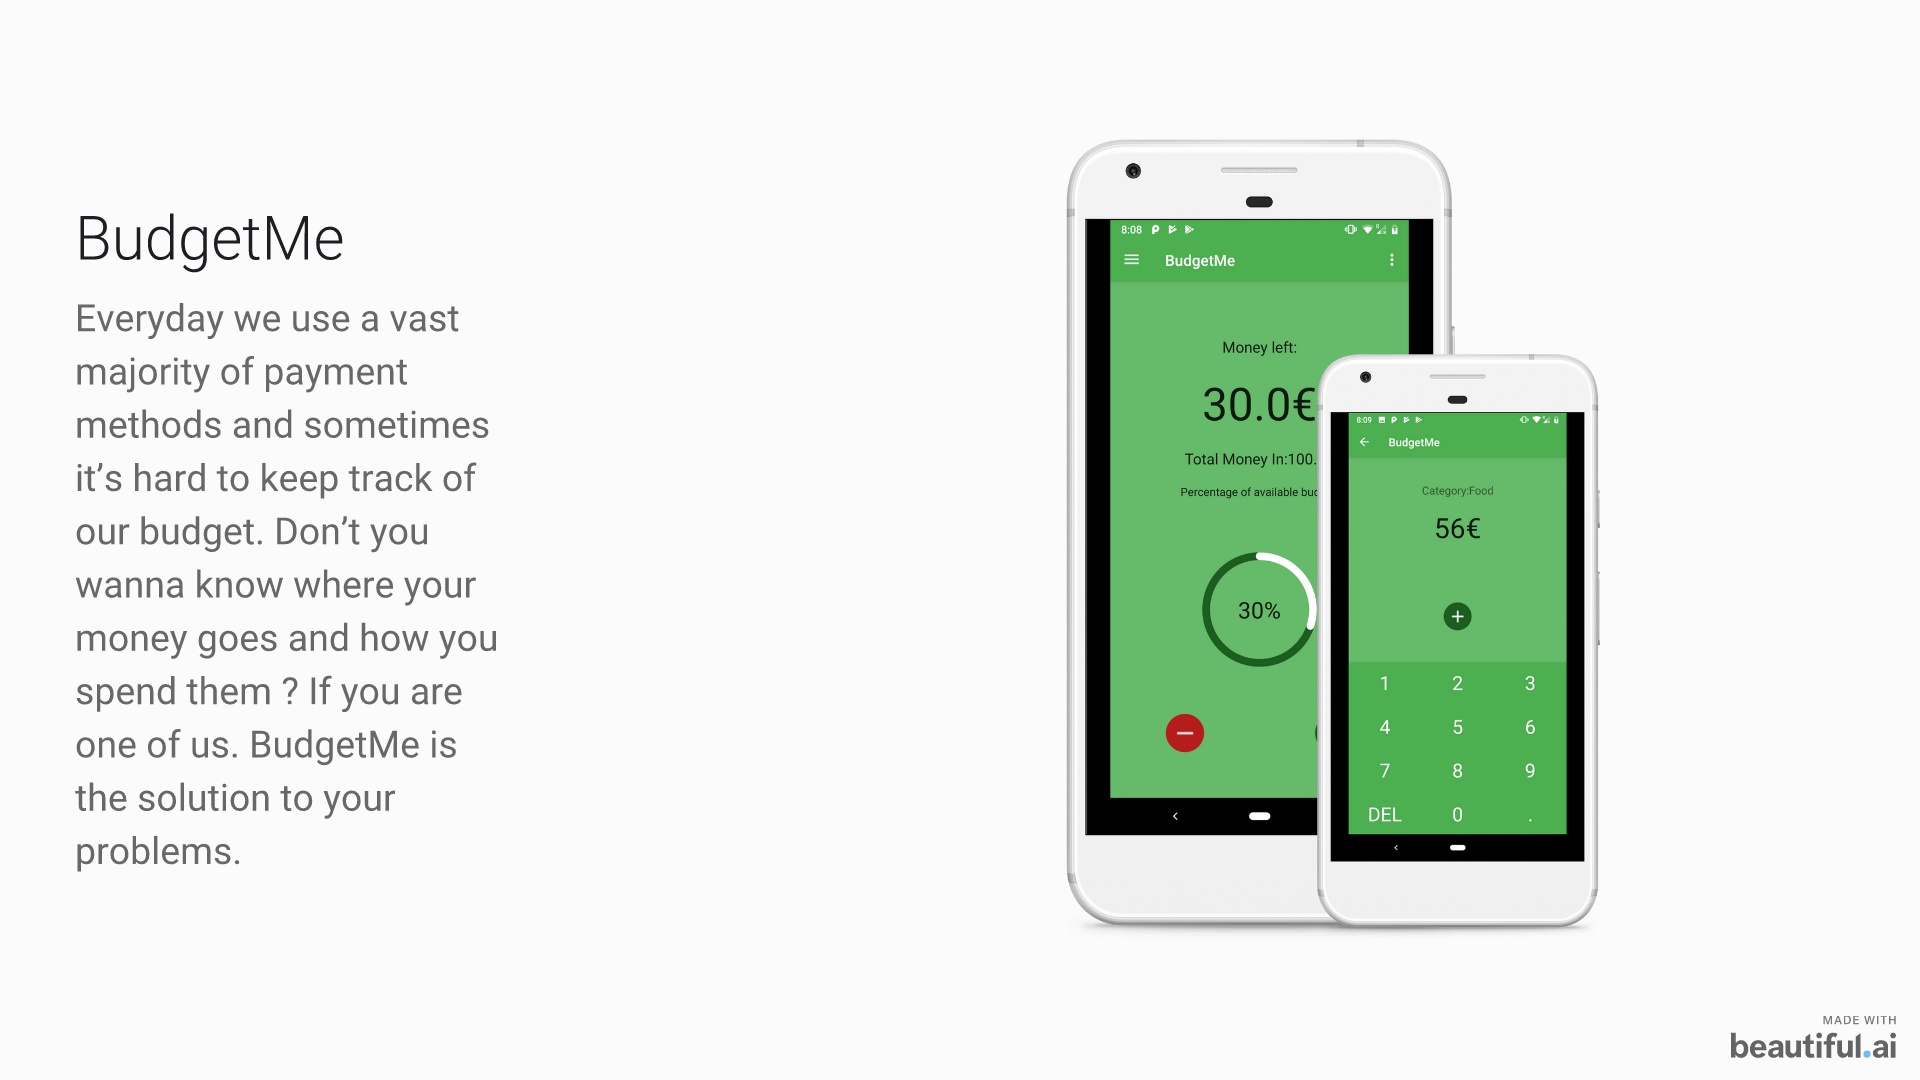 BudgetMe
Everyday we use a vast
majority of payment
methods and sometimes
it’s hard to keep track of
our budget. Don’t you
wanna know where your
money goes and how you
spend them ? If you are
one of us. BudgetMe is
the solution to your
problems.
8:08
BudgetMe
Money left:
30.0€
Total Money In:100.
Percentage of available
30%
8:09
BudgetMe
Category:Food
56€
1 2 3
4 5 6
7 8 9
DEL 0 .
MADE WITH
beautiful.ai